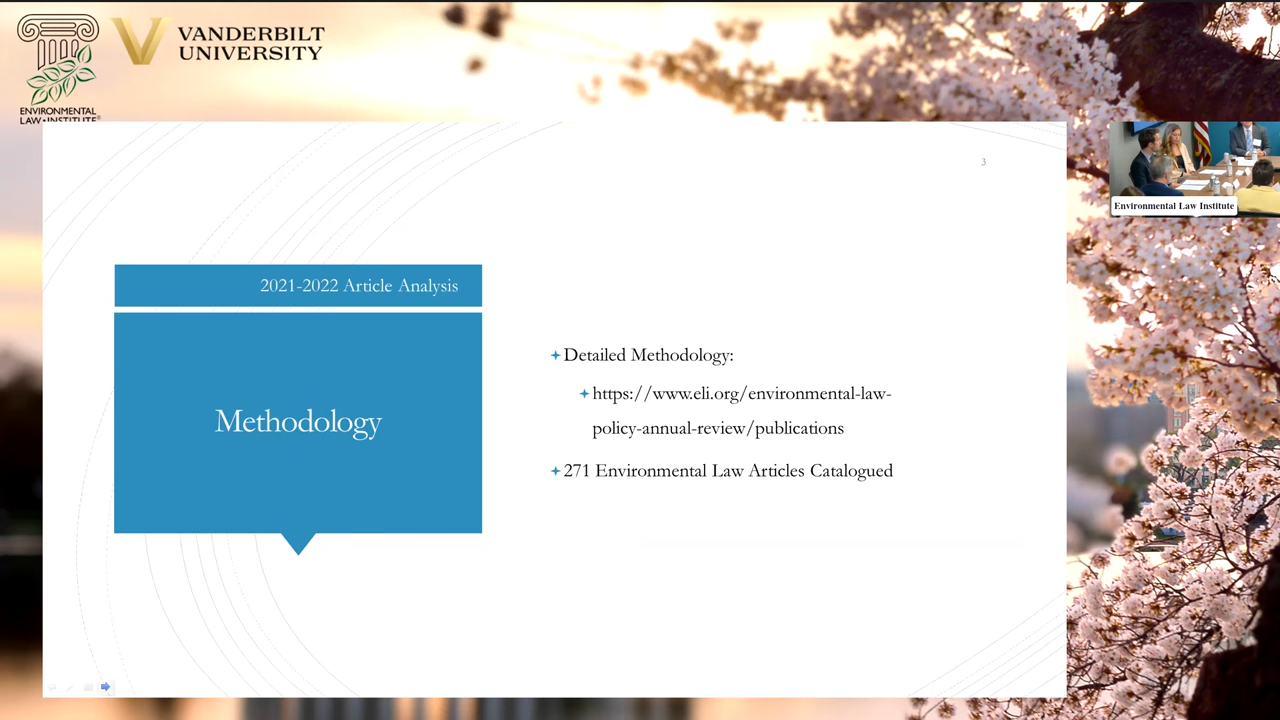 ENVIRONMENTAL
LAW•INSTITUTE®
VANDERBILT
UNIVERSITY
3
2021-2022 Article Analysis
Methodology
Detailed Methodology:
https://www.eli.org/environmental-law-
policy-annual-review/publications
271 Environmental Law Articles Catalogued
Environmental Law Institute